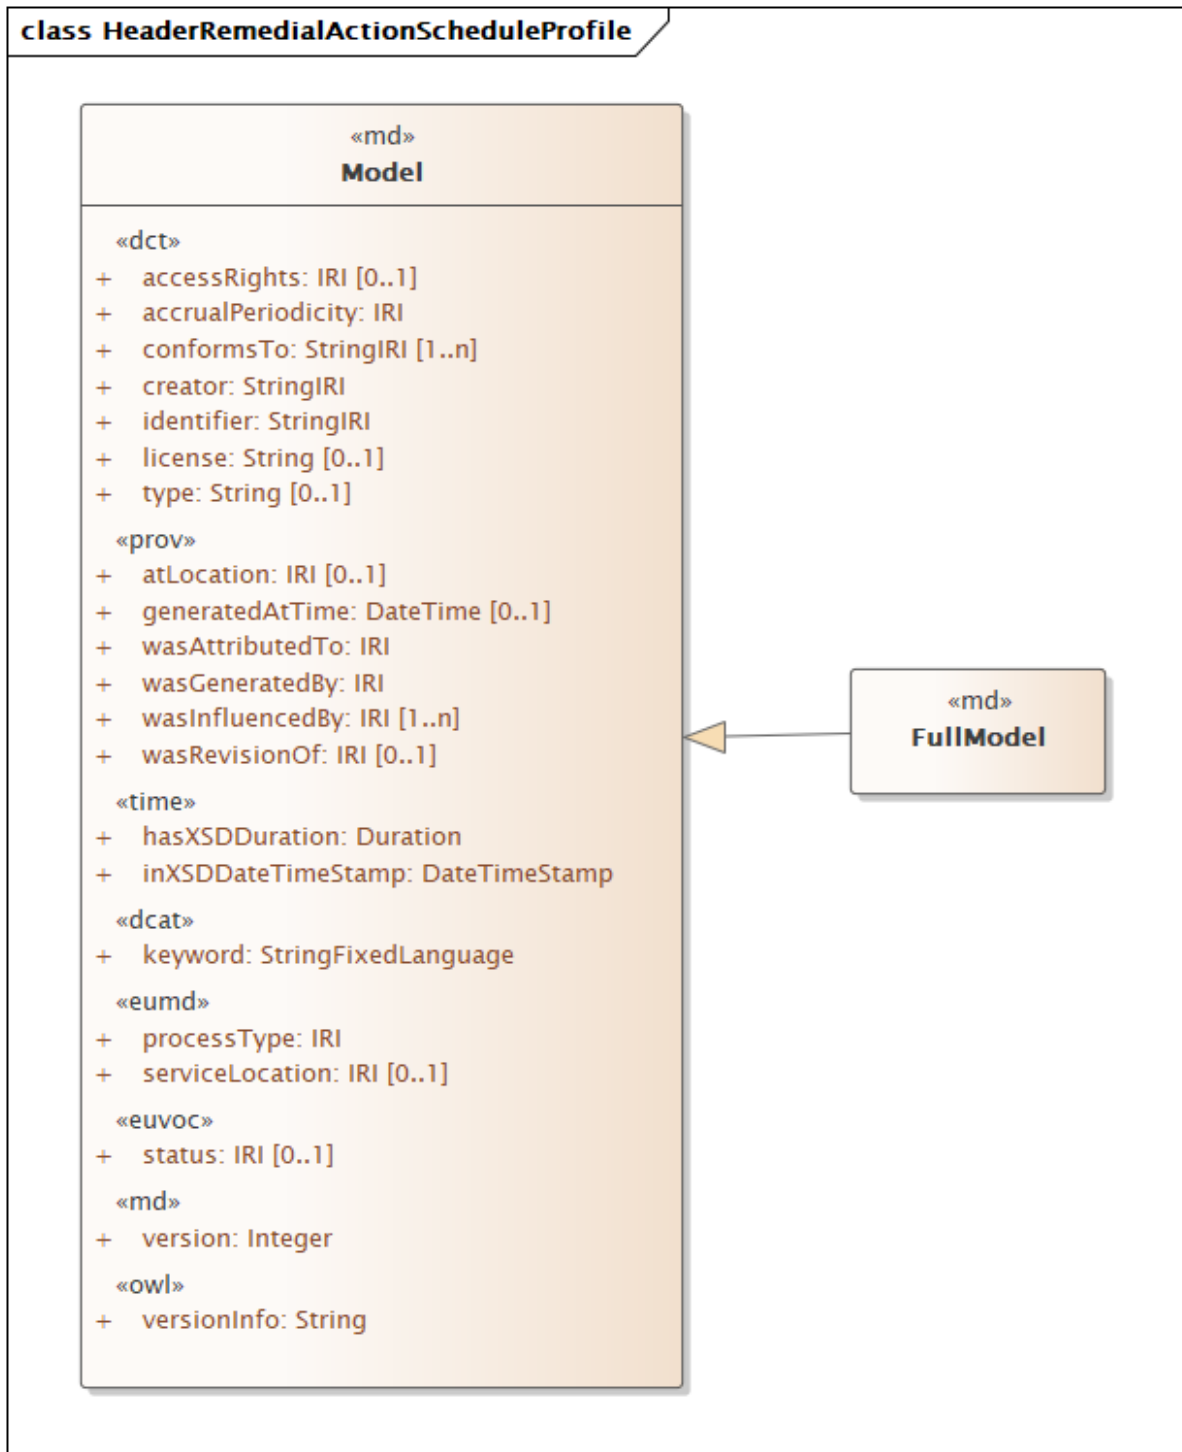 class HeaderRemedialActionScheduleProfile
«md»
Model
«dct»
+ accessRights: IRI [0..1]
+ accrualPeriodicity: IRI
+ conformsTo: StringIRI [1..n]
+ creator: StringIRI
+ identifier: StringIRI
+ license: String [0..1]
+ type: String [0..1]
«prov»
+ atLocation: IRI [0..1]
+ generatedAtTime: DateTime [0..1]
+ wasAttributedTo: IRI
+ wasGeneratedBy: IRI
+ wasInfluencedBy: IRI [1..n]
+ wasRevisionOf: IRI [0..1]
«time»
+ hasXSDDuration: Duration
+ inXSDDateTimeStamp: DateTimeStamp
«dcat»
+ keyword: StringFixedLanguage
«eumd»
+ processType: IRI
+ serviceLocation: IRI [0..1]
«euvoc»
+ status: IRI [0..1]
«md»
+ version: Integer
«owl»
+ versionInfo: String
«md»
FullModel